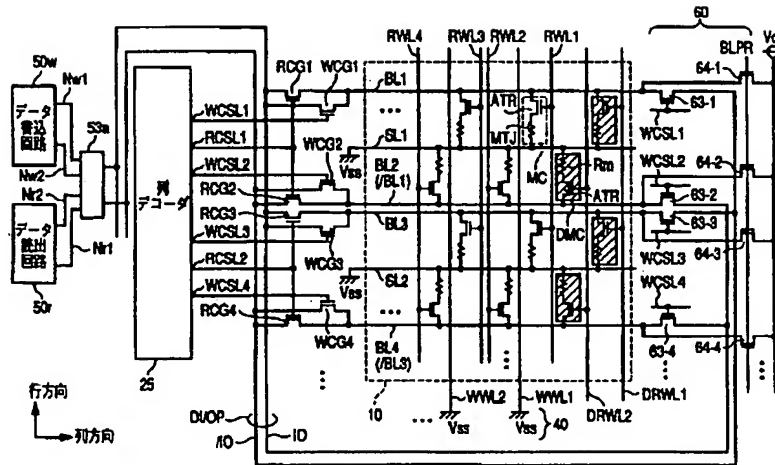 60
RWL4
RWL3
RWL2
RWL1
BLPR
50w
データ
書込
回路
Nw1
53a
Nw2
Nr2
データ
読出
回路
Nr1
50r
列
デコーダ
25
RCG1
WCG1
WCSL1
RCSL1
WCSL2
WCG2
RCG2
RCG3
WCSL3
RCSL2
WCG3
WCSL4
RCG4
WCG4
BL1
ATR
MTJ
MC
SL1
Vss
BL2
(/BL1)
Rm
ATR
DMC
BL3
SL2
Vss
BL4
(/BL3)
64-1
63-1
WCSL1
WCSL2
64-2
63-2
63-3
WCSL3
64-3
WCSL4
63-4
64-4
10
WWL2
WWL1
DRWL2
DRWL1
Vss
Vss
40
行方向
列方向
DI/OP
/IO
IO